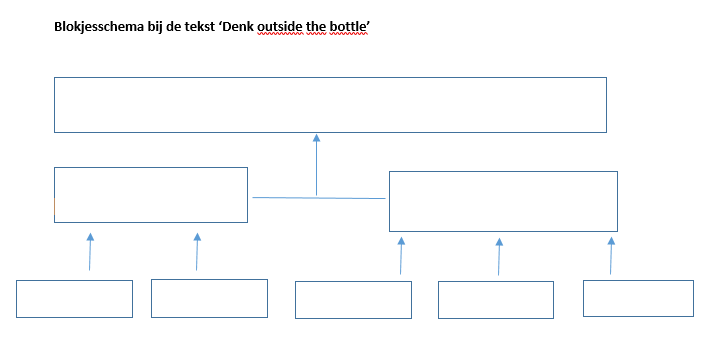 Blokjesschema bij de tekst ‘Denk outside the bottle’